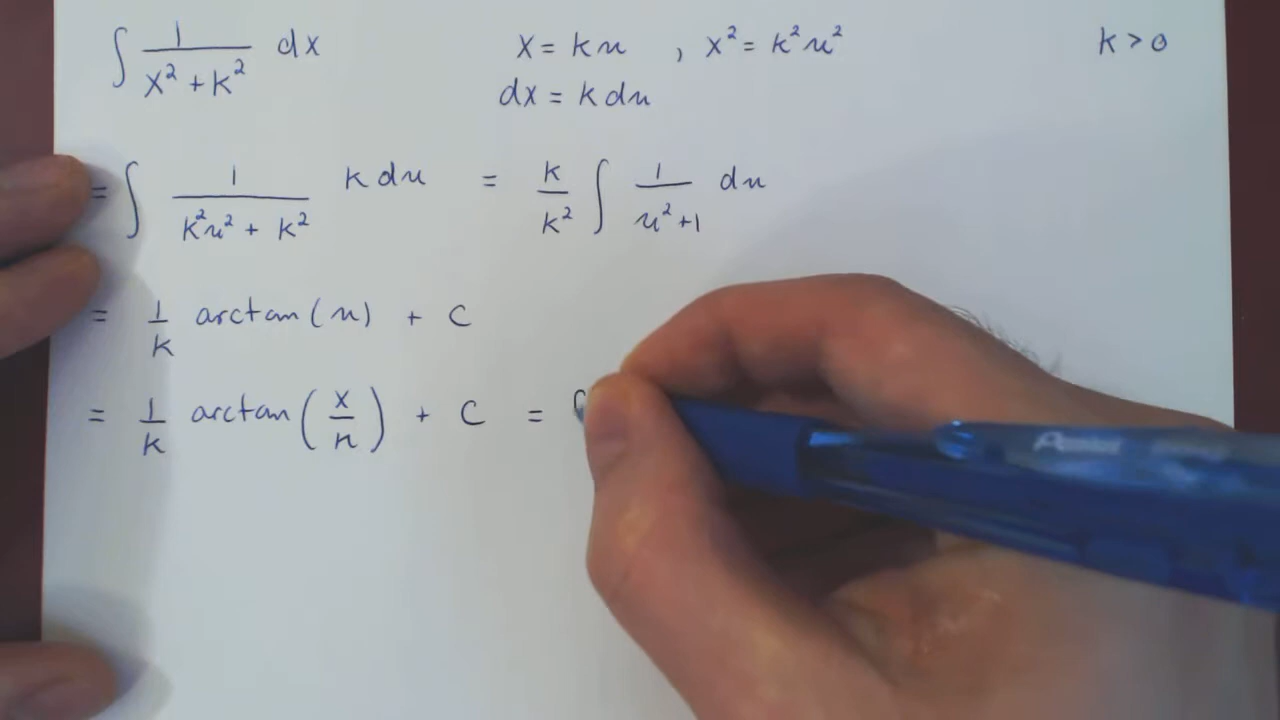 ∫ 1/(x² + k²) dx    x = ku , x² = k²u²    k > 0
dx = k du
= ∫ 1/(k²u² + k²) k du = k/k² ∫ 1/(u²+1) du
= 1/k arctan(u) + C
= 1/k arctan(x/k) + C =
Pentel